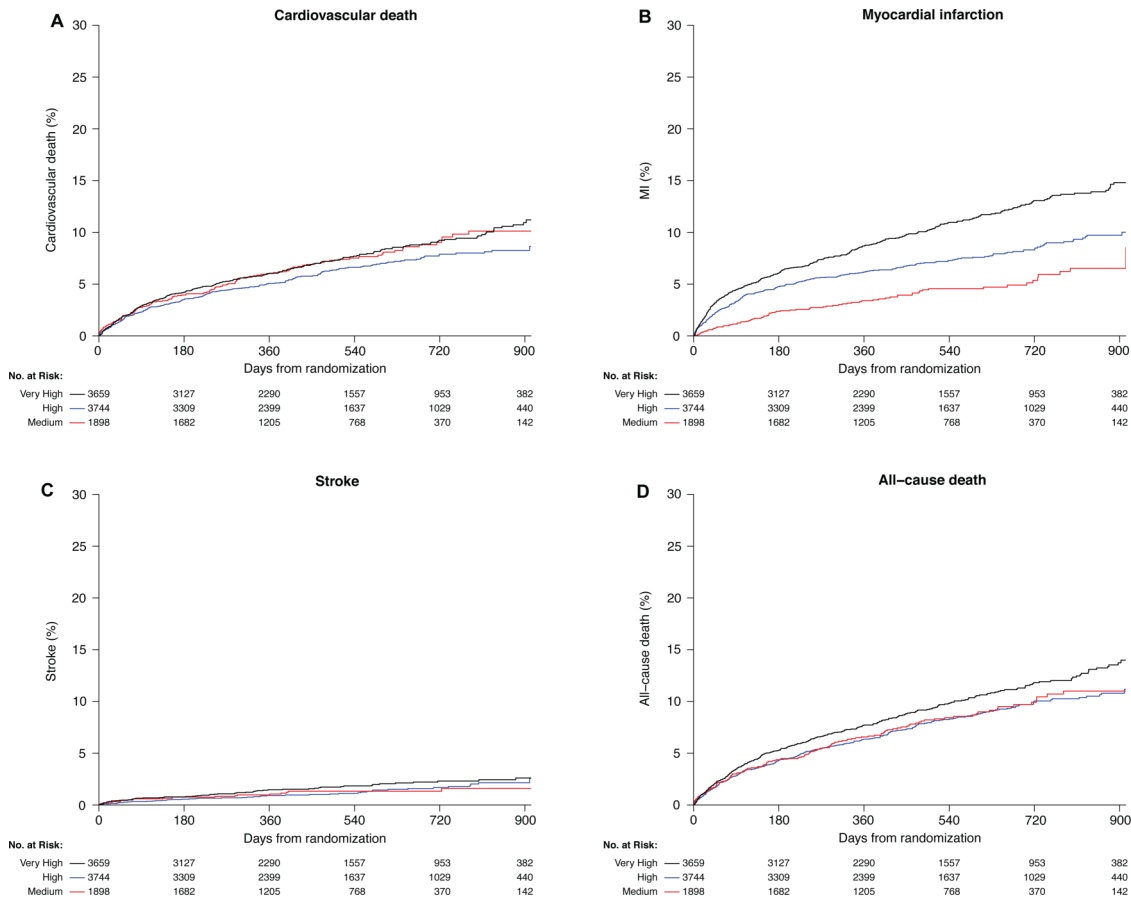 A
Cardiovascular death
Cardiovascular death (%)
30
25
20
15
10
5
0
0 180 360 540 720 900
Days from randomization
No. at Risk:
Very High 3659 3127 2290 1557 953 382
High 3744 3309 2399 1637 1029 440
Medium 1898 1682 1205 768 370 142
B
Myocardial infarction
MI (%)
30
25
20
15
10
5
0
0 180 360 540 720 900
Days from randomization
No. at Risk:
Very High 3659 3127 2290 1557 953 382
High 3744 3309 2399 1637 1029 440
Medium 1898 1682 1205 768 370 142
C
Stroke
Stroke (%)
30
25
20
15
10
5
0
0 180 360 540 720 900
Days from randomization
No. at Risk:
Very High 3659 3127 2290 1557 953 382
High 3744 3309 2399 1637 1029 440
Medium 1898 1682 1205 768 370 142
D
All–cause death
All–cause death (%)
30
25
20
15
10
5
0
0 180 360 540 720 900
Days from randomization
No. at Risk:
Very High 3659 3127 2290 1557 953 382
High 3744 3309 2399 1637 1029 440
Medium 1898 1682 1205 768 370 142